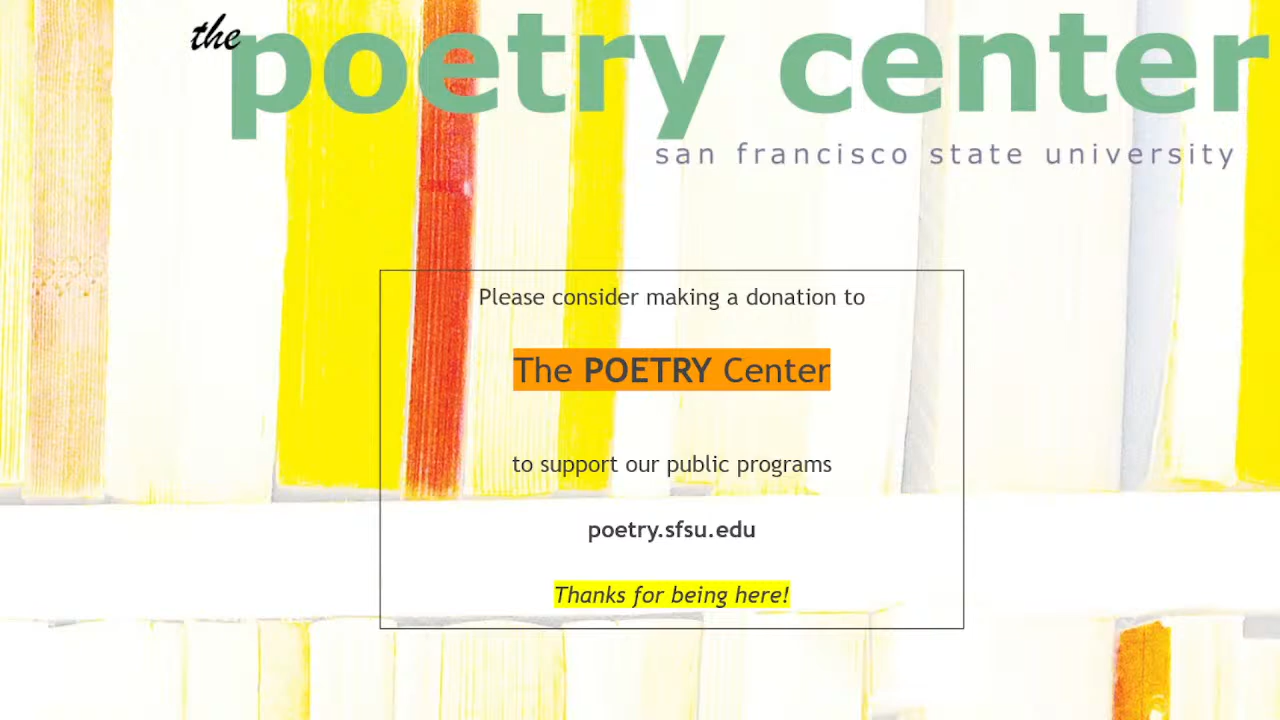 the poetry center
san francisco state university
Please consider making a donation to
The POETRY Center
to support our public programs
poetry.sfsu.edu
Thanks for being here!